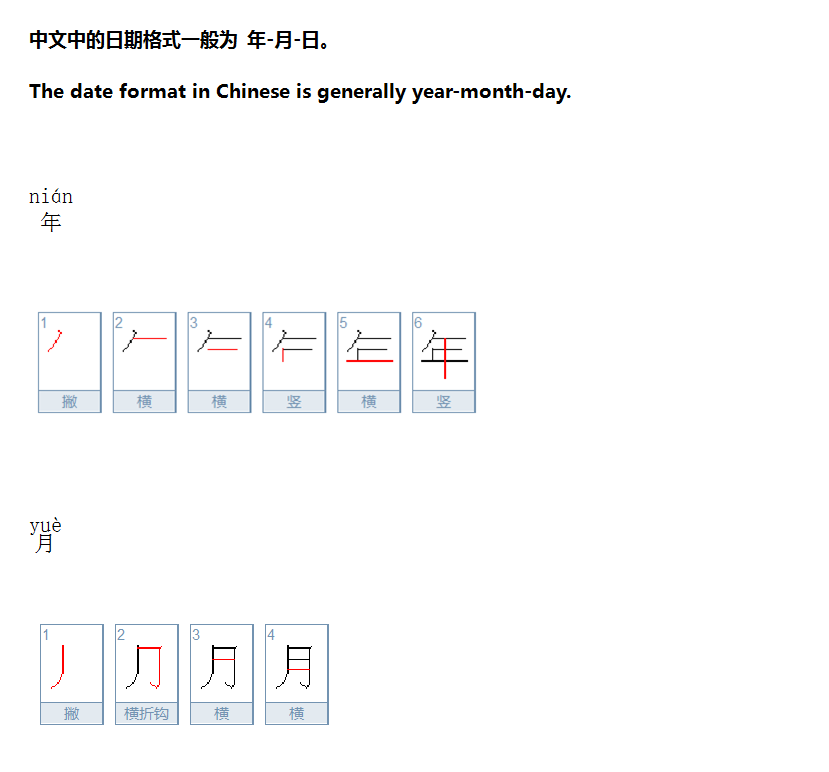 中文中的日期格式一般为 年-月-日。
The date format in Chinese is generally year-month-day.
nián
年
1 2 3 4 5 6
撇 横 横 竖 横 竖
yuè
月
1 2 3 4
撇 横折钩 横 横